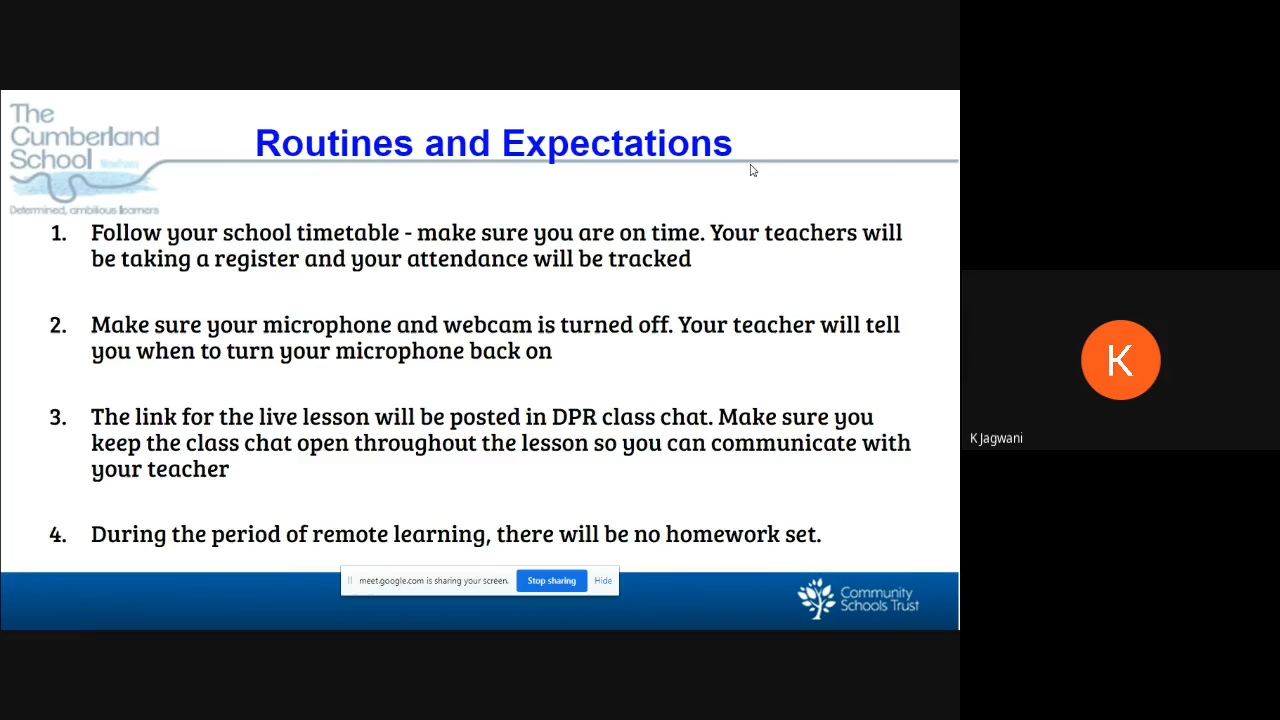 The
Cumberland
School Newham
Determined, ambitious learners
Routines and Expectations
1. Follow your school timetable - make sure you are on time. Your teachers will
be taking a register and your attendance will be tracked
2. Make sure your microphone and webcam is turned off. Your teacher will tell
you when to turn your microphone back on
3. The link for the live lesson will be posted in DPR class chat. Make sure you
keep the class chat open throughout the lesson so you can communicate with
your teacher
4. During the period of remote learning, there will be no homework set.
meet.google.com is sharing your screen. Stop sharing Hide
Community
Schools Trust
K
K Jagwani